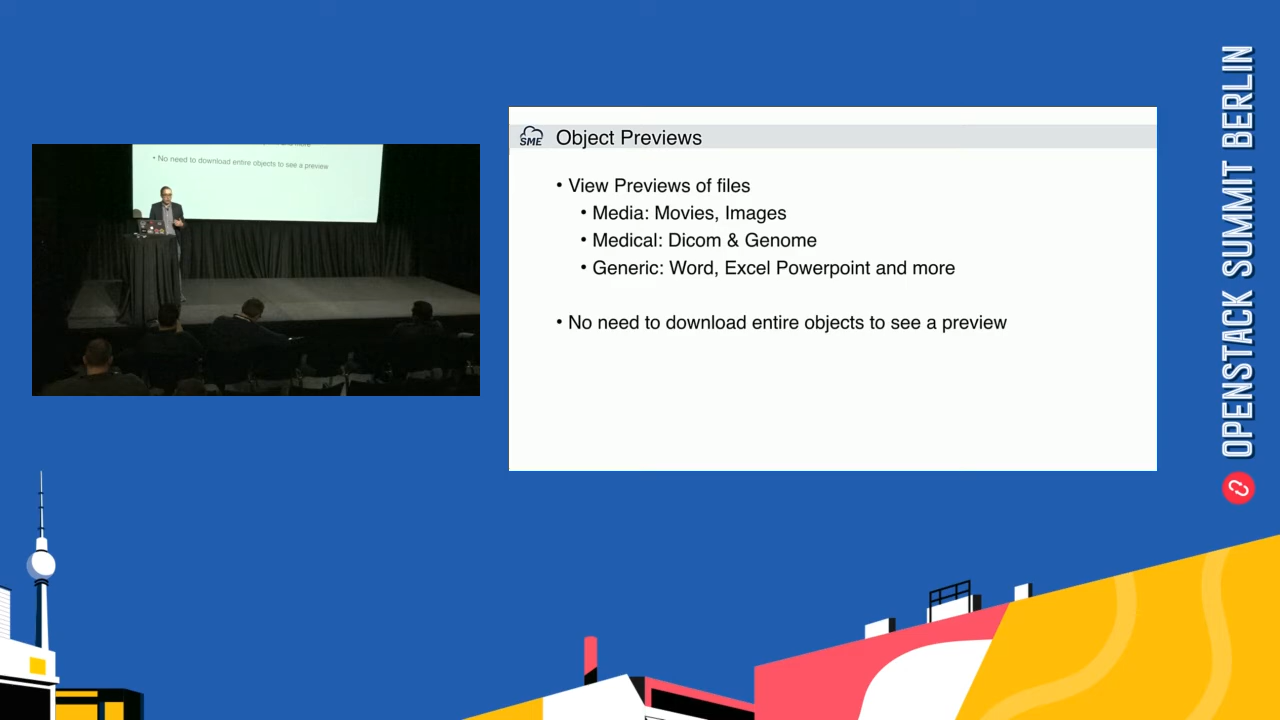 SME
Object Previews
• View Previews of files
• Media: Movies, Images
• Medical: Dicom & Genome
• Generic: Word, Excel Powerpoint and more
• No need to download entire objects to see a preview
and more
• No need to download entire objects to see a preview
OPENSTACK SUMMIT BERLIN